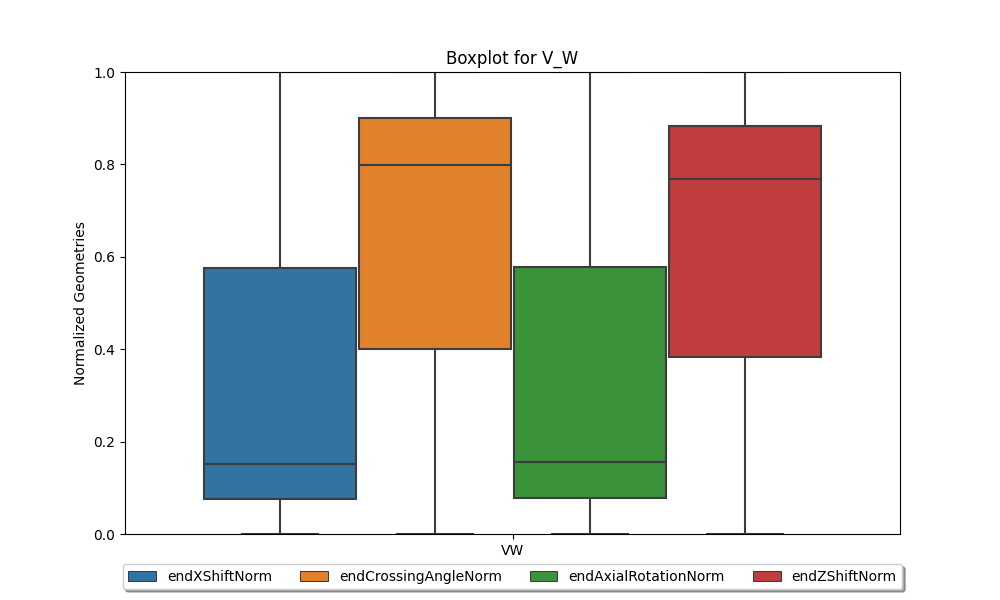 Boxplot for V_W
1.0
0.8
0.6
0.4
0.2
0.0
Normalized Geometries
VW
endXShiftNorm endCrossingAngleNorm endAxialRotationNorm endZShiftNorm